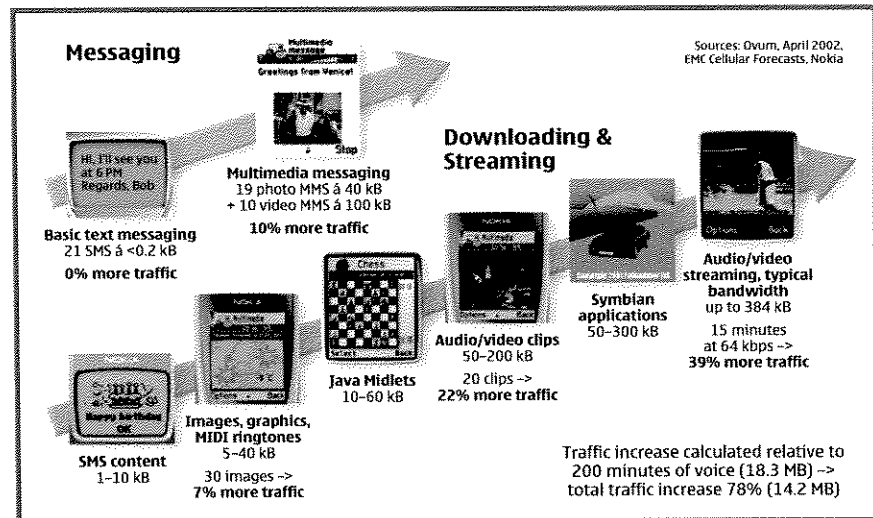 Messaging
Multimedia
message
Greetings from Venice!
Stop
Sources: Ovum, April 2002,
EMC Cellular Forecasts, Nokia
Hi, I'll see you
at 6 PM
Regards, Bob
Multimedia messaging
19 photo MMS á 40 kB
+ 10 video MMS á 100 kB
10% more traffic
Basic text messaging
21 SMS á <0.2 kB
0% more traffic
Downloading &
Streaming
Options Back
Audio/video
streaming, typical
bandwidth
up to 384 kB
15 minutes
at 64 kbps –>
39% more traffic
Symbian
applications
50–300 kB
Audio/video clips
50–200 kB
20 clips –>
22% more traffic
Chess
Select Back
Java Midlets
10–60 kB
Options Back
Images, graphics,
MIDI ringtones
5–40 kB
30 images –>
7% more traffic
Happy birthday
OK
SMS content
1–10 kB
Traffic increase calculated relative to
200 minutes of voice (18.3 MB) –>
total traffic increase 78% (14.2 MB)